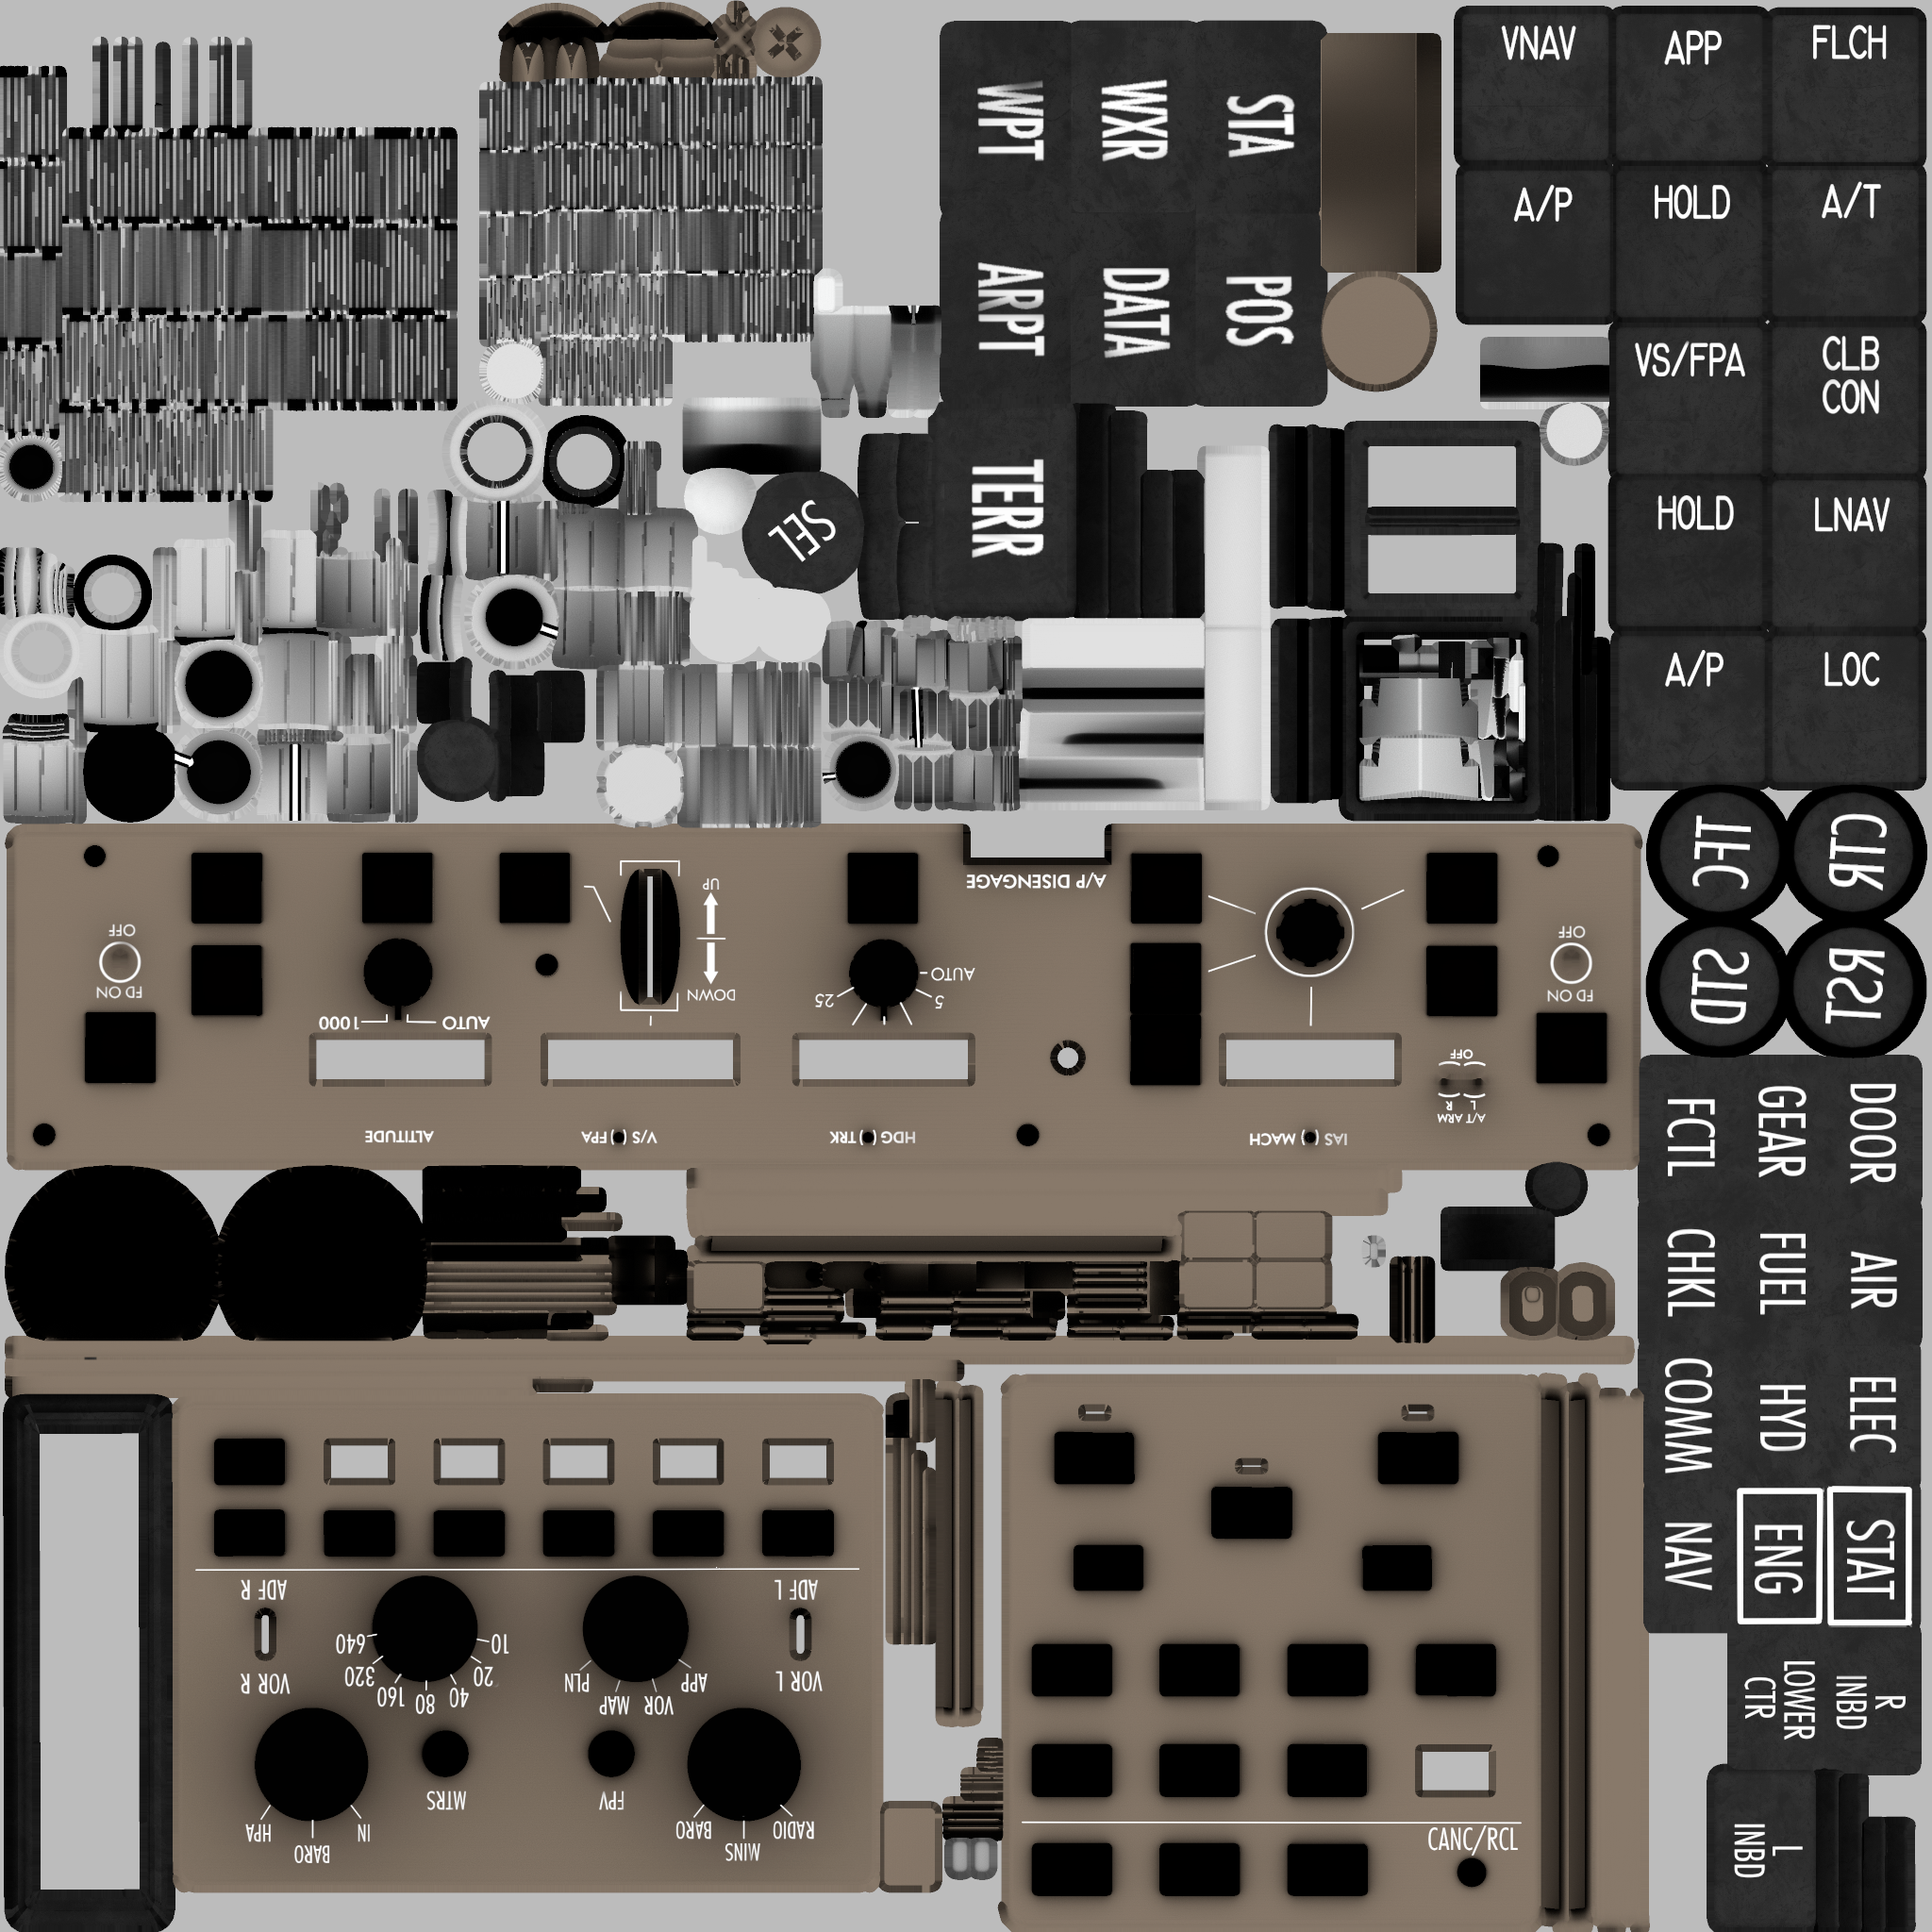 VNAV
APP
FLCH
WPT
WXR
STA
A/P
HOLD
A/T
ARPT
DATA
POS
VS/FPA
CLB
CON
TERR
SEL
HOLD
LNAV
A/P
LOC
TFC
CTR
RST
STD
A/P DISENGAGE
UP
DOWN
OFF
FD ON
AUTO
1000
AUTO
25
5
OFF
FD ON
OFF
A/T ARM
L
R
ALTITUDE
V/S ( ) FPA
HDG ( ) TRK
IAS ( ) MACH
FCTL
GEAR
DOOR
CHKL
FUEL
AIR
COMM
HYD
ELEC
NAV
ENG
STAT
ADF R
ADF L
VOR R
VOR L
640
320
160
80
40
20
10
PLN
MAP
VOR
APP
MTRS
FPV
HPA
BARO
IN
BARO
MINS
RADIO
CANC/RCL
LOWER
CTR
R
INBD
L
INBD